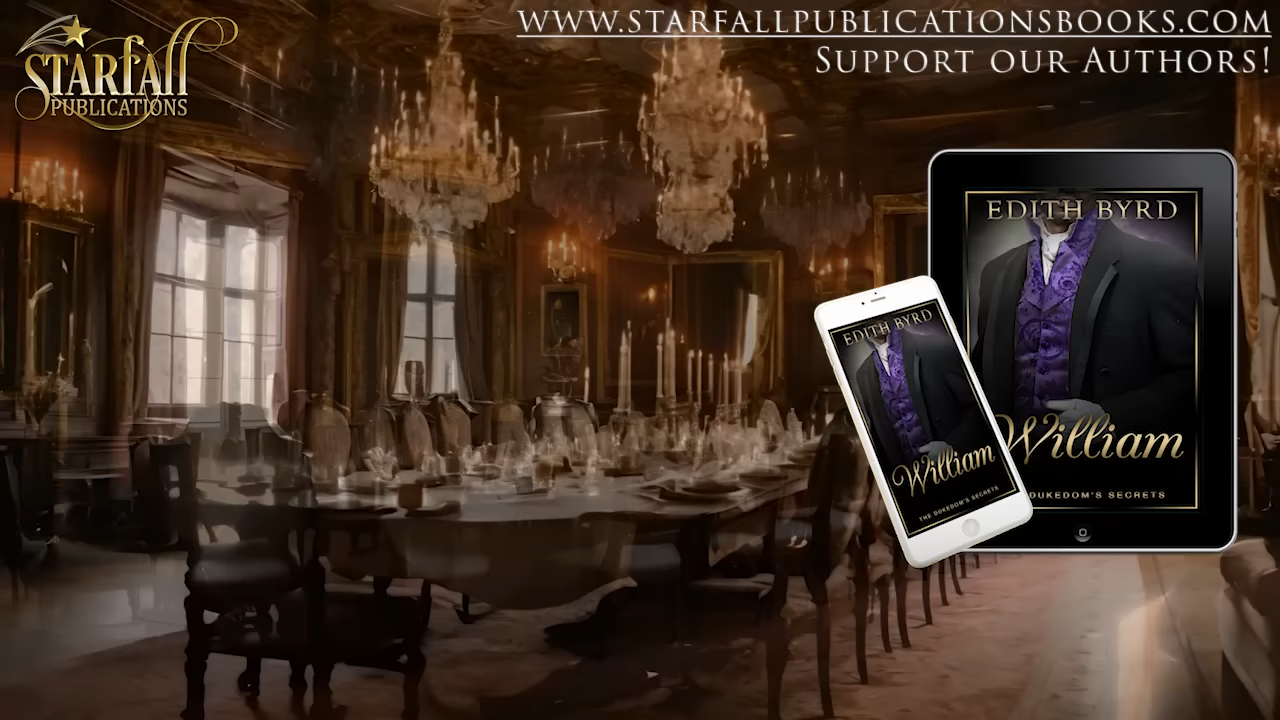 STARfAll
PUBLICATIONS
WWW.STARFALLPUBLICATIONSBOOKS.COM
SUPPORT OUR AUTHORS!
EDITH BYRD
William
DUKEDOM'S SECRETS
EDITH BYRD
William
THE DUKEDOM'S SECRETS